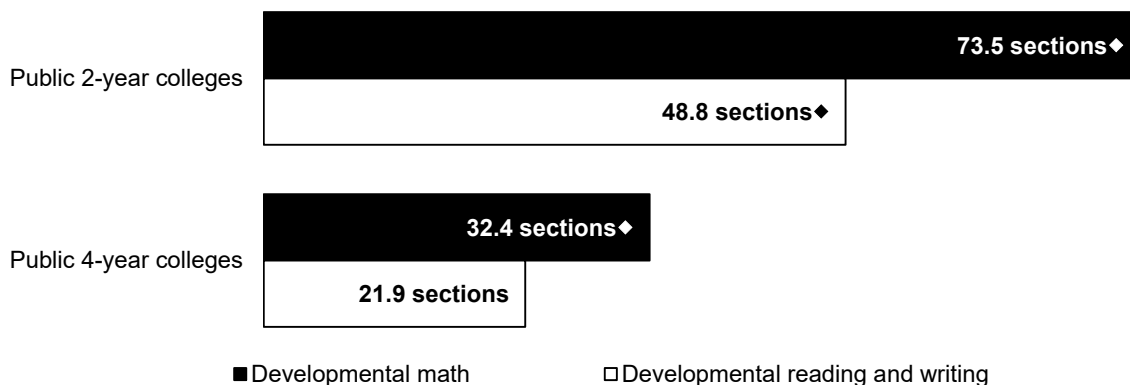 73.5 sections◆
Public 2-year colleges
48.8 sections◆
32.4 sections◆
Public 4-year colleges
21.9 sections
Developmental math
Developmental reading and writing